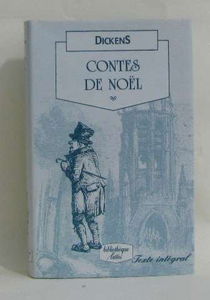 DICKENS
CONTES
DE NOËL
bibliothèque
Lattès
Texte intégral